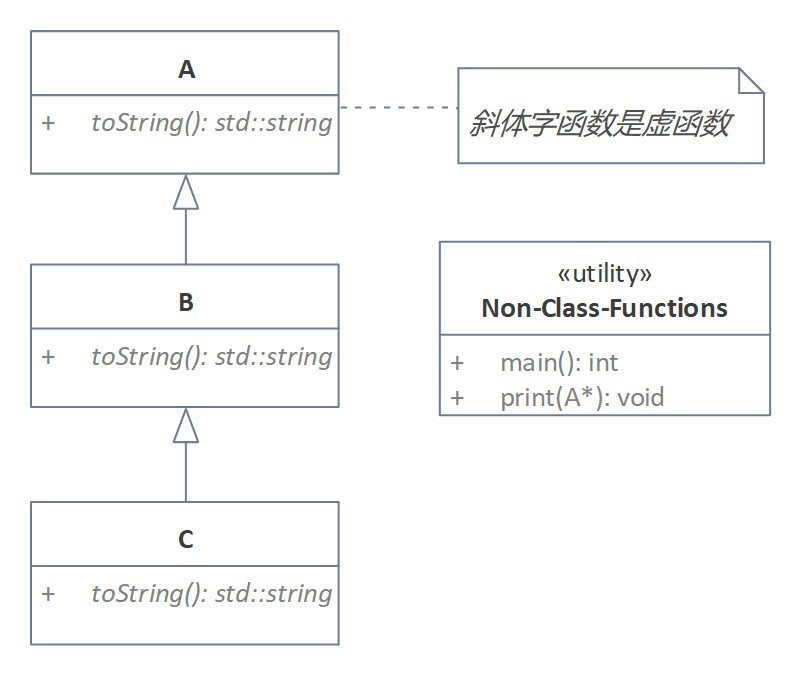 A
+ toString(): std::string
斜体字函数是虚函数
B
+ toString(): std::string
«utility»
Non-Class-Functions
+ main(): int
+ print(A*): void
C
+ toString(): std::string